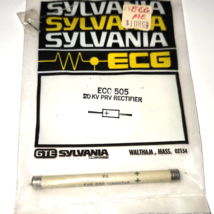 SYLVANIA
SYLVANIA
SYLVANIA
ECG
ECG 505
20 KV PRV RECTIFIER
GTE SYLVANIA
WALTHAM, MASS. 02154